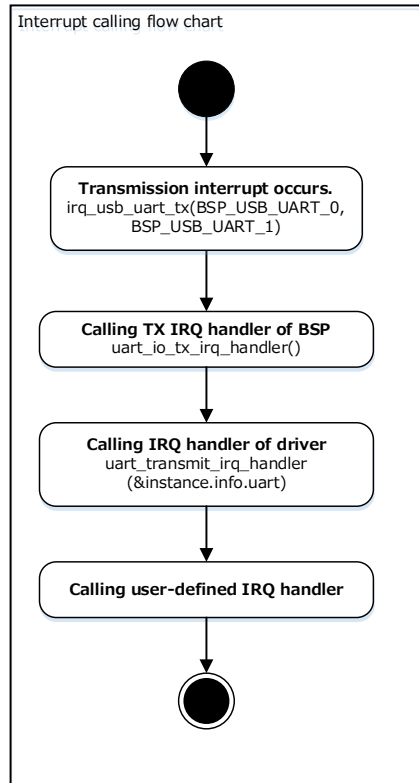 Interrupt calling flow chart
Transmission interrupt occurs.
irq_usb_uart_tx(BSP_USB_UART_0,
BSP_USB_UART_1)
Calling TX IRQ handler of BSP
uart_io_tx_irq_handler()
Calling IRQ handler of driver
uart_transmit_irq_handler
(&instance.info.uart)
Calling user-defined IRQ handler